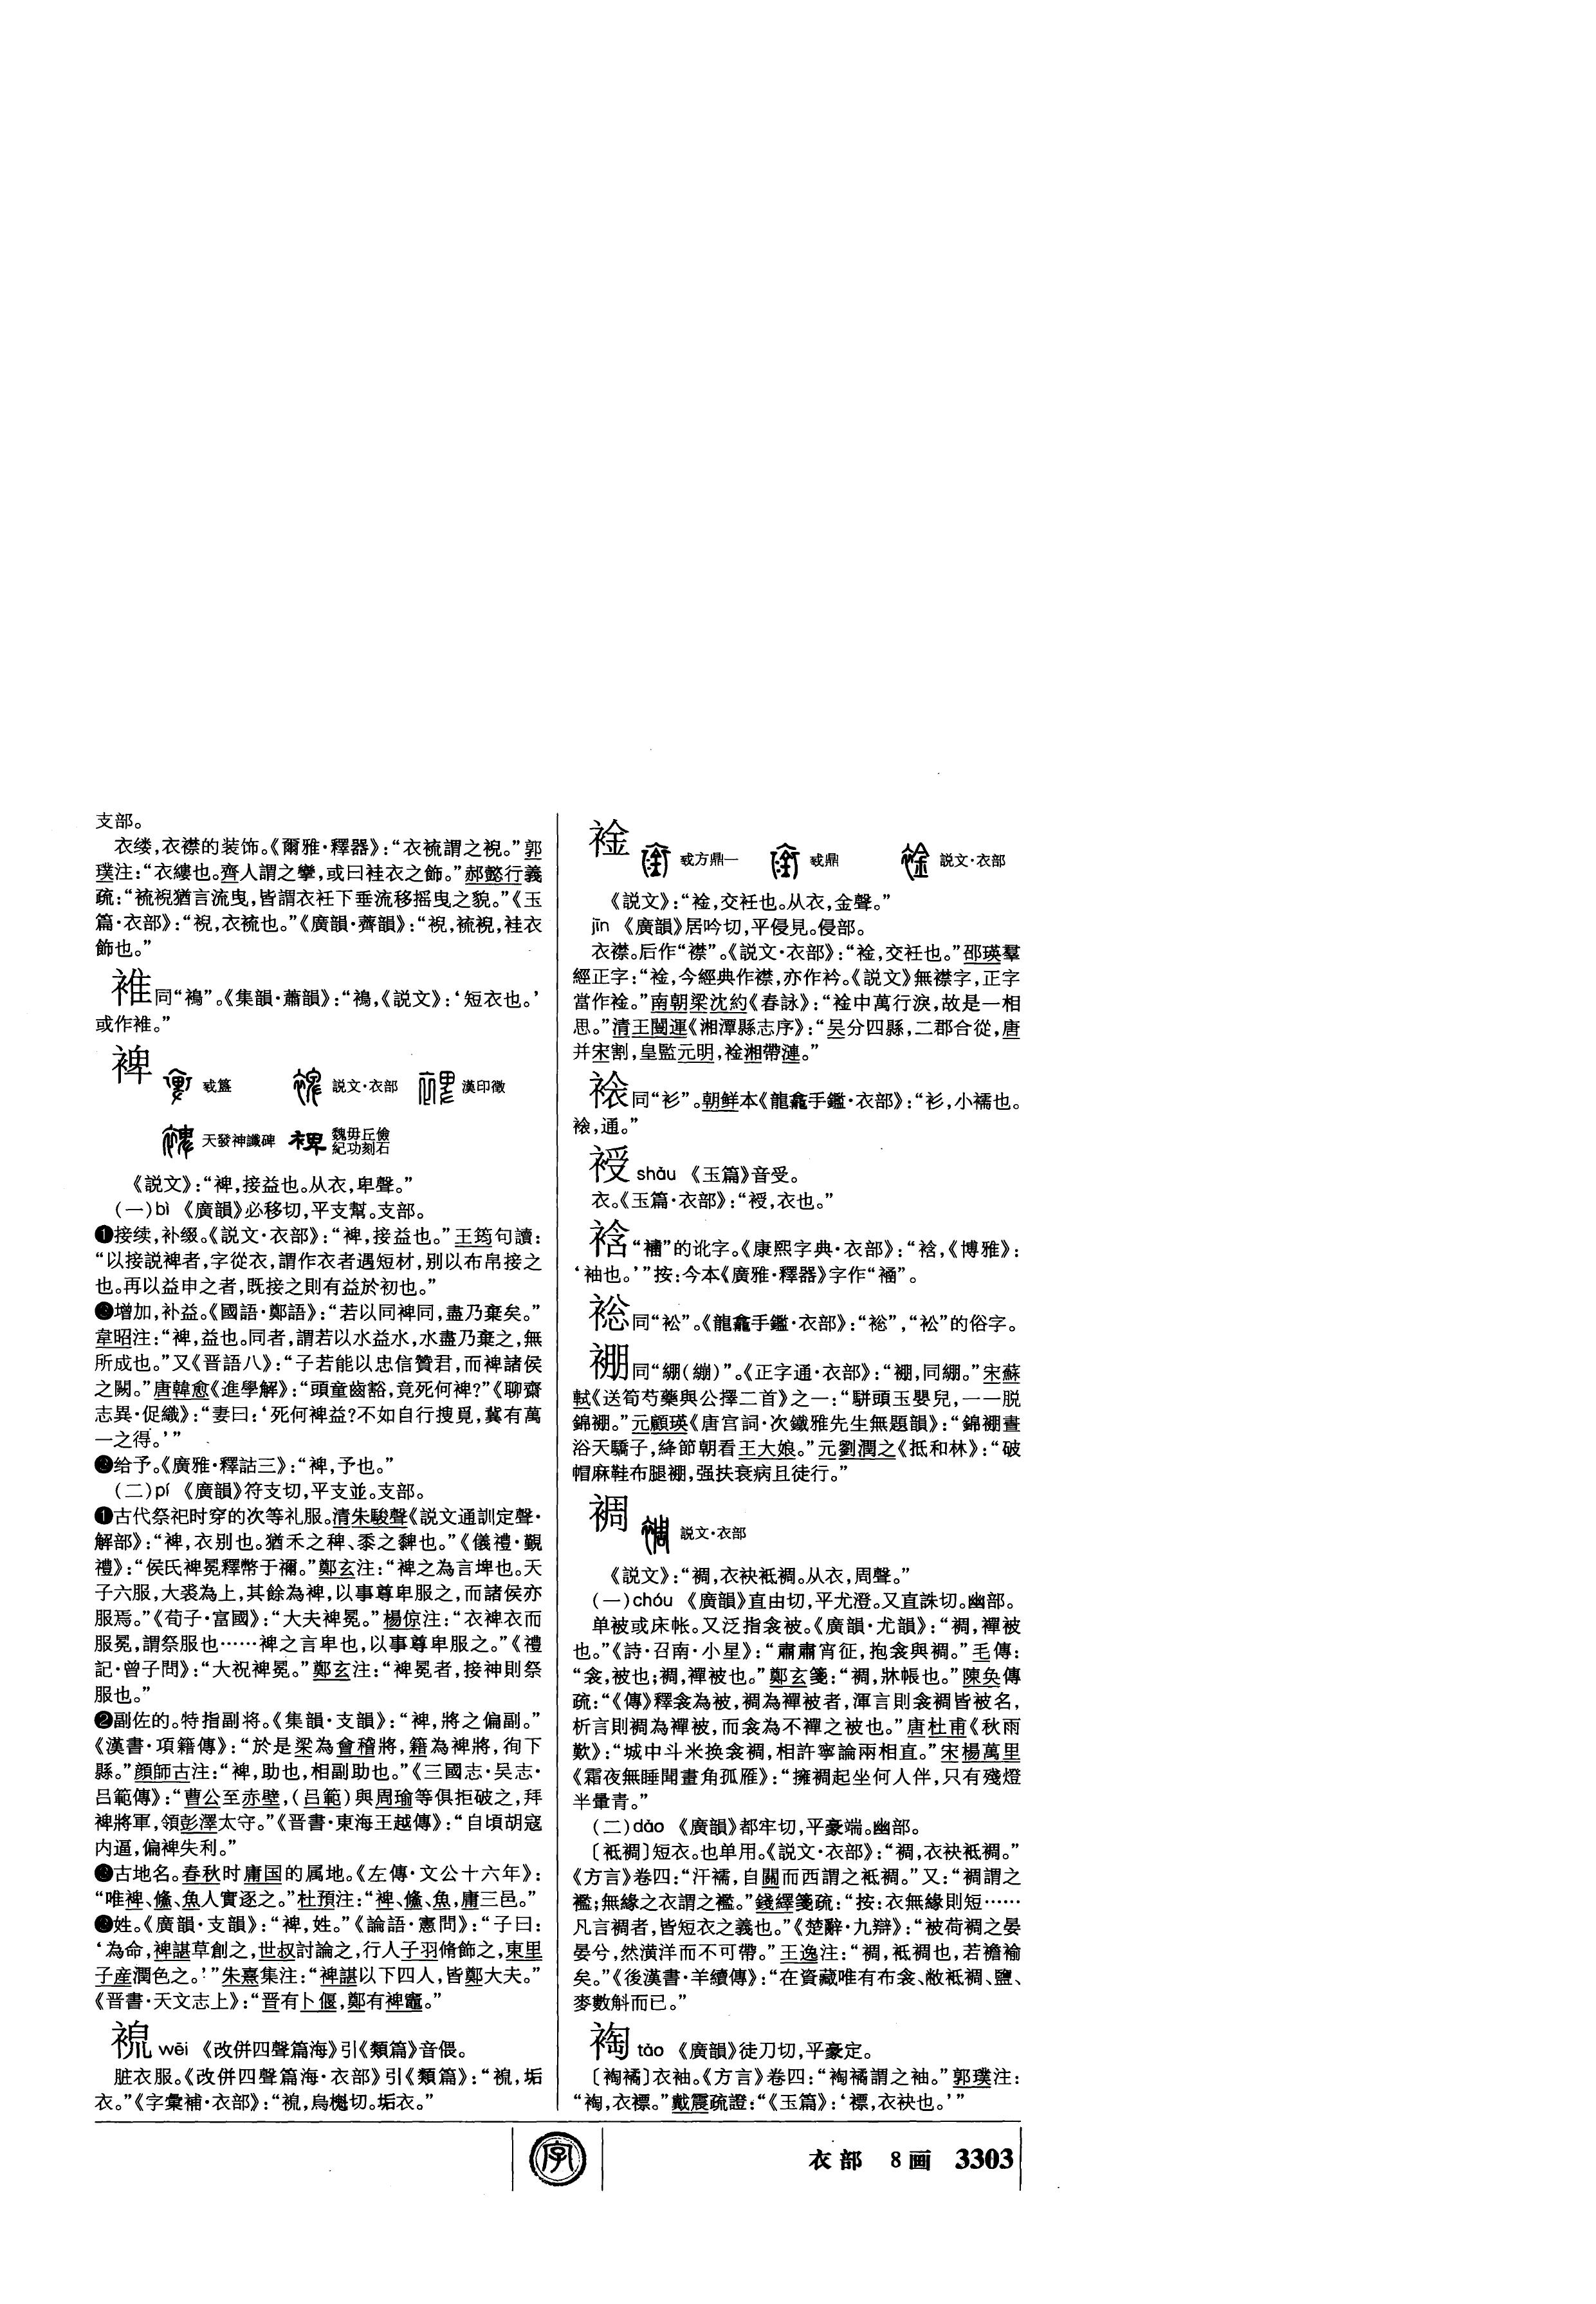 支部。
衣缕,衣襟的装饰。《爾雅·釋器》:“衣裗謂之裞。”郭
璞注:“衣縷也。齊人謂之攣,或曰袿衣之飾。”郝懿行義
疏:“裗裞猶言流曳,皆謂衣衽下垂流移摇曳之貌。”《玉
篇·衣部》:“裞,衣裗也。”《廣韻·薺韻》:“裞,裗裞,袿衣
飾也。”
䧹同“䙚”。《集韻·蕭韻》:“䙚,《説文》:‘短衣也。’
或作
裨 㦰簋 説文·衣部 漢印徵
天發神讖碑 魏毌丘儉紀功刻石
《説文》:“裨,接益也。从衣,卑聲。”
(一)bì 《廣韻》必移切,平支幫。支部。
❶接续,补缀。《説文·衣部》:“裨,接益也。”王筠句讀:
“以接説裨者,字從衣,謂作衣者遇短材,别以布帛接之
也。再以益申之者,既接之則有益於初也。”
❷增加,补益。《國語·鄭語》:“若以同裨同,盡乃棄矣。”
韋昭注:“裨,益也。同者,謂若以水益水,水盡乃棄之,無
所成也。”又《晋語八》:“子若能以忠信贊君,而裨諸侯
之闕。”唐韓愈《進學解》:“頭童齒豁,竟死何裨?”《聊齋
志異·促織》:“妻曰:‘死何裨益?不如自行搜覓,冀有萬
一之得。’”
❸给予。《廣雅·釋詁三》:“裨,予也。”
(二)pí 《廣韻》符支切,平支並。支部。
❶古代祭祀时穿的次等礼服。清朱駿聲《説文通訓定聲·
解部》:“裨,衣别也。猶禾之稗、黍之粺也。”《儀禮·覲
禮》:“侯氏裨冕釋幣于禰。”鄭玄注:“裨之為言埤也。天
子六服,大裘為上,其餘為裨,以事尊卑服之,而諸侯亦
服焉。”《荀子·富國》:“大夫裨冕。”楊倞注:“衣裨衣而
服冕,謂祭服也……裨之言卑也,以事尊卑服之。”《禮
記·曾子問》:“大祝裨冕。”鄭玄注:“裨冕者,接神則祭
服也。”
❷副佐的。特指副将。《集韻·支韻》:“裨,將之偏副。”
《漢書·項籍傳》:“於是梁為會稽將,籍為裨將,徇下
縣。”顔師古注:“裨,助也,相副助也。”《三國志·吴志·
吕範傳》:“曹公至赤壁,(吕範)與周瑜等俱拒破之,拜
裨將軍,領彭澤太守。”《晋書·東海王越傳》:“自頃胡寇
内逼,偏裨失利。”
❸古地名。春秋时庸国的属地。《左傳·文公十六年》:
“唯裨、鯈、魚人實逐之。”杜預注:“裨、鯈、魚,庸三邑。”
❹姓。《廣韻·支韻》:“裨,姓。”《論語·憲問》:“子曰:
‘為命,裨諶草創之,世叔討論之,行人子羽脩飾之,東里
子産潤色之。’”朱熹集注:“裨諶以下四人,皆鄭大夫。”
《晋書·天文志上》:“晋有卜偃,鄭有裨竈。”
wēi 《改併四聲篇海》引《類篇》音偎。
脏衣服。《改併四聲篇海·衣部》引《類篇》:“垢
衣。”《字彙補·衣部》:“烏槐切。垢衣。”
䘳 㦰方鼎一 㦰鼎 説文·衣部
《説文》:“䘳,交衽也。从衣,金聲。”
jīn 《廣韻》居吟切,平侵見。侵部。
衣襟。后作“襟”。《説文·衣部》:“䘳,交衽也。”邵瑛羣
經正字:“䘳,今經典作襟,亦作衿。《説文》無襟字,正字
當作䘳。”南朝梁沈約《春詠》:“䘳中萬行淚,故是一相
思。”清王闓運《湘潭縣志序》:“吴分四縣,二郡合從,唐
并宋割,皇監元明,䘳湘帶漣。”
同“衫”。朝鲜本《龍龕手鑑·衣部》:“衫,小襦也。
通。”
shǎu 《玉篇》音受。
衣。《玉篇·衣部》:“衣也。”
“䘠”的讹字。《康熙字典·衣部》:“《博雅》:
‘袖也。’”按:今本《廣雅·釋器》字作
同“衳”。《龍龕手鑑·衣部》:“衳”的俗字。
䙀同“綳(繃)”。《正字通·衣部》:“䙀,同綳。”宋蘇
軾《送筍芍藥與公擇二首》之一:“駢頭玉嬰兒,一一脱
錦䙀。”元顧瑛《唐宫詞·次鐵雅先生無題韻》:“錦䙀晝
浴天驕子,絳節朝看王大娘。”元劉潤之《抵和林》:“破
帽麻鞋布腿䙀,强扶衰病且徒行。”
裯 説文·衣部
《説文》:“裯,衣袂袛裯。从衣,周聲。”
(一)chóu 《廣韻》直由切,平尤澄。又直誅切。幽部。
单被或床帐。又泛指衾被。《廣韻·尤韻》:“裯,襌被
也。”《詩·召南·小星》:“肅肅宵征,抱衾與裯。”毛傳:
“衾,被也;裯,襌被也。”鄭玄箋:“裯,牀帳也。”陳奂傳
疏:“《傳》釋衾為被,裯為襌被者,渾言則衾裯皆被名,
析言則裯為襌被,而衾為不襌之被也。”唐杜甫《秋雨
歎》:“城中斗米换衾裯,相許寧論兩相直。”宋楊萬里
《霜夜無睡聞畫角孤雁》:“擁裯起坐何人伴,只有殘燈
半暈青。”
(二)dāo 《廣韻》都牢切,平豪端。幽部。
〔袛裯〕短衣。也单用。《説文·衣部》:“裯,衣袂袛裯。”
《方言》卷四:“汗襦,自關而西謂之袛裯。”又:“裯謂之
襤;無緣之衣謂之襤。”錢繹箋疏:“按:衣無緣則短……
凡言裯者,皆短衣之義也。”《楚辭·九辯》:“被荷裯之晏
晏兮,然潢洋而不可帶。”王逸注:“裯,袛裯也,若襜褕
矣。”《後漢書·羊續傳》:“在資藏唯有布衾、敝袛裯、鹽、
麥數斛而已。”
裪 táo 《廣韻》徒刀切,平豪定。
〔裪䙜〕衣袖。《方言》卷四:“裪䙜謂之袖。”郭璞注:
“裪,衣褾。”戴震疏證:“《玉篇》:‘褾,衣袂也。’”
字
衣部 8画 3303